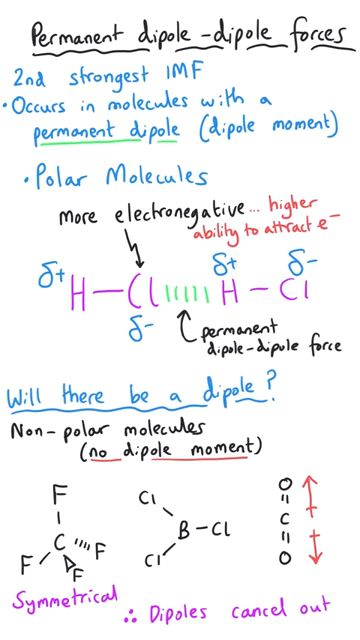 Permanent dipole-dipole forces
2nd strongest IMF
• Occurs in molecules with a
permanent dipole (dipole moment)
• Polar Molecules
more electronegative ... higher
ability to attract e-
δ+ δ+ δ-
H - Cl H - Cl
δ-
permanent
dipole-dipole force
Will there be a dipole?
Non-polar molecules
(no dipole moment)
F
C
F F
F
Cl
B - Cl
Cl
O
=
C
=
O
Symmetrical
∴ Dipoles cancel out